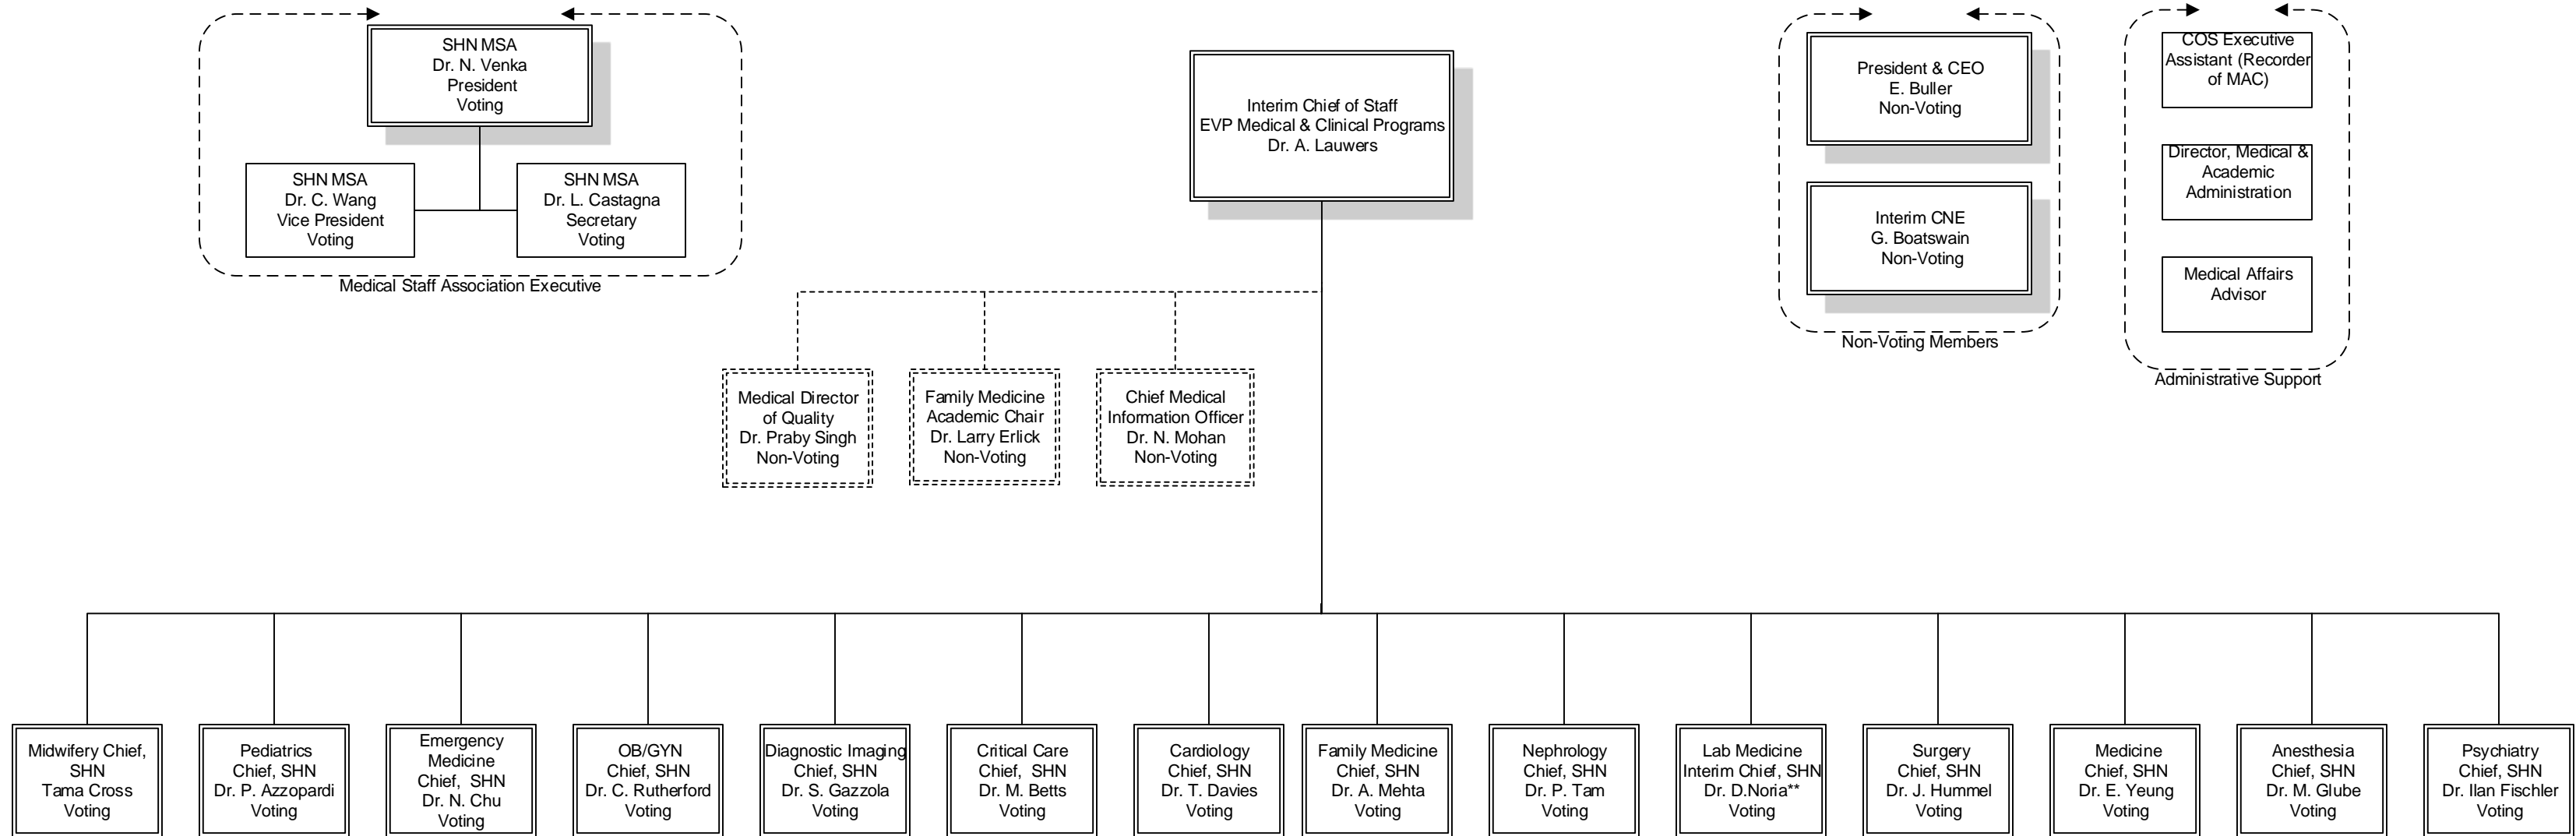 SHN MSA
Dr. N. Venka
President
Voting
SHN MSA
Dr. C. Wang
Vice President
Voting
SHN MSA
Dr. L. Castagna
Secretary
Voting
Medical Staff Association Executive
Interim Chief of Staff
EVP Medical & Clinical Programs
Dr. A. Lauwers
President & CEO
E. Buller
Non-Voting
Interim CNE
G. Boatswain
Non-Voting
Non-Voting Members
COS Executive
Assistant (Recorder
of MAC)
Director, Medical &
Academic
Administration
Medical Affairs
Advisor
Administrative Support
Medical Director
of Quality
Dr. Praby Singh
Non-Voting
Family Medicine
Academic Chair
Dr. Larry Erlick
Non-Voting
Chief Medical
Information Officer
Dr. N. Mohan
Non-Voting
Midwifery Chief,
SHN
Tama Cross
Voting
Pediatrics
Chief, SHN
Dr. P. Azzopardi
Voting
Emergency
Medicine
Chief, SHN
Dr. N. Chu
Voting
OB/GYN
Chief, SHN
Dr. C. Rutherford
Voting
Diagnostic Imaging
Chief, SHN
Dr. S. Gazzola
Voting
Critical Care
Chief, SHN
Dr. M. Betts
Voting
Cardiology
Chief, SHN
Dr. T. Davies
Voting
Family Medicine
Chief, SHN
Dr. A. Mehta
Voting
Nephrology
Chief, SHN
Dr. P. Tam
Voting
Lab Medicine
Interim Chief, SHN
Dr. D.Noria**
Voting
Surgery
Chief, SHN
Dr. J. Hummel
Voting
Medicine
Chief, SHN
Dr. E. Yeung
Voting
Anesthesia
Chief, SHN
Dr. M. Glube
Voting
Psychiatry
Chief, SHN
Dr. Ilan Fischler
Voting